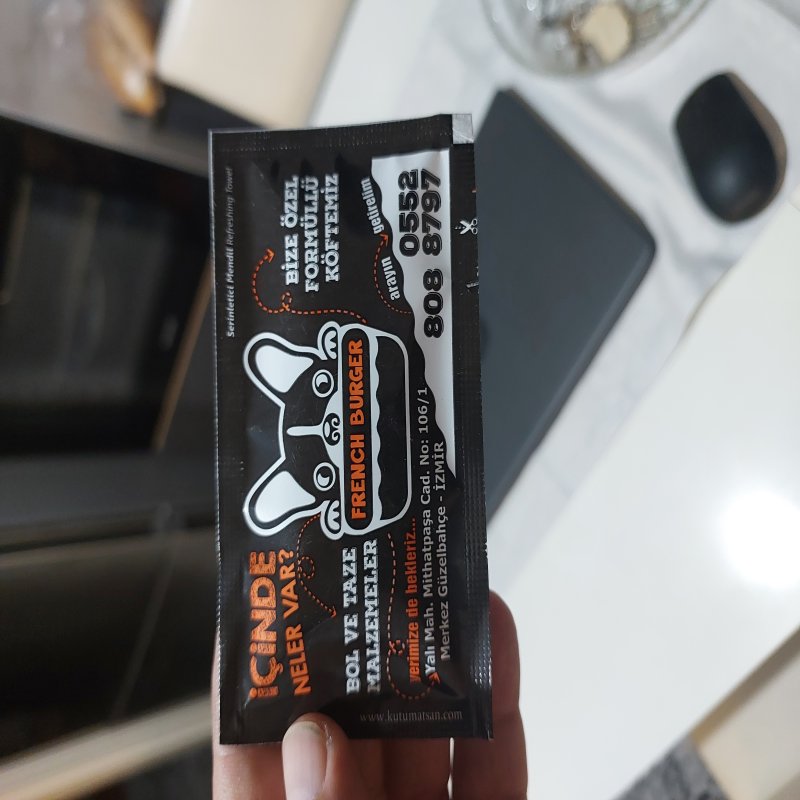 Serinletici Mendil Refreshing Towel
İÇİNDE
NELER VAR?
BOL VE TAZE
MALZEMELER
FRENCH BURGER
BİZE ÖZEL
FORMÜLLÜ
KÖFTEMİZ
arayın getirelim
0552
808 8797
yerimize de bekleriz...
Yalı Mah. Mithatpaşa Cad. No: 106/1
Merkez Güzelbahçe - İZMİR
www.kutumatsan.com